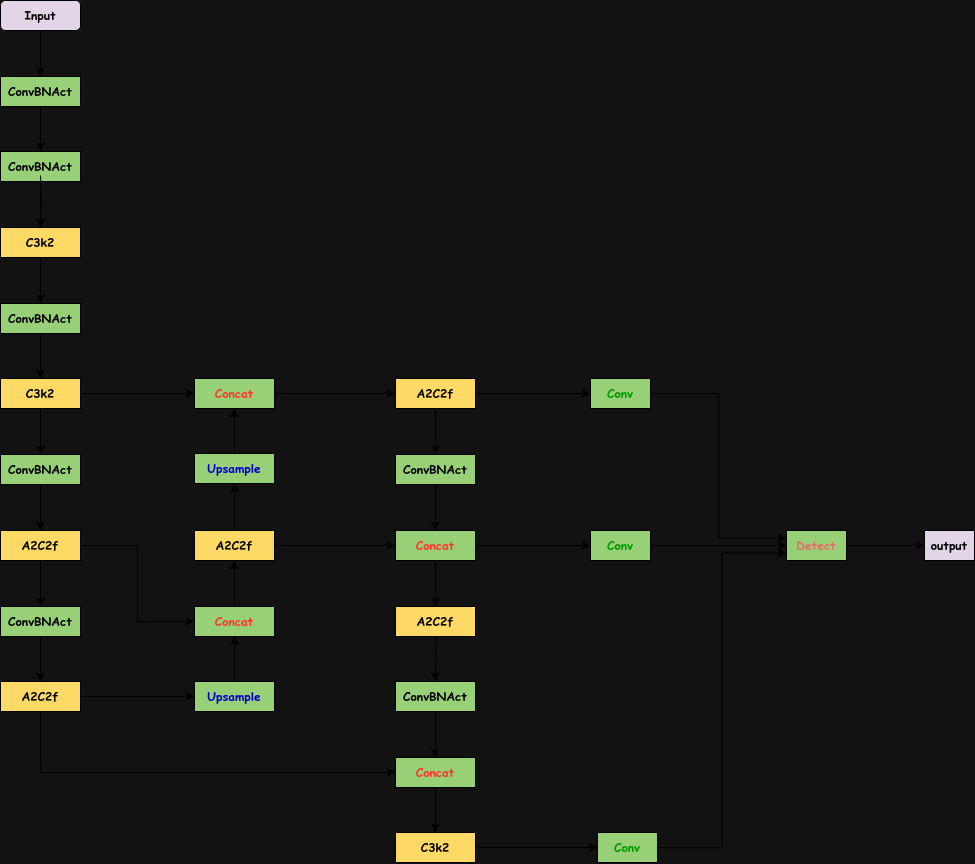 Input
ConvBNAct
ConvBNAct
C3k2
ConvBNAct
C3k2
Concat
A2C2f
Conv
ConvBNAct
Upsample
ConvBNAct
A2C2f
A2C2f
Concat
Conv
Detect
output
ConvBNAct
Concat
A2C2f
A2C2f
Upsample
ConvBNAct
Concat
C3k2
Conv